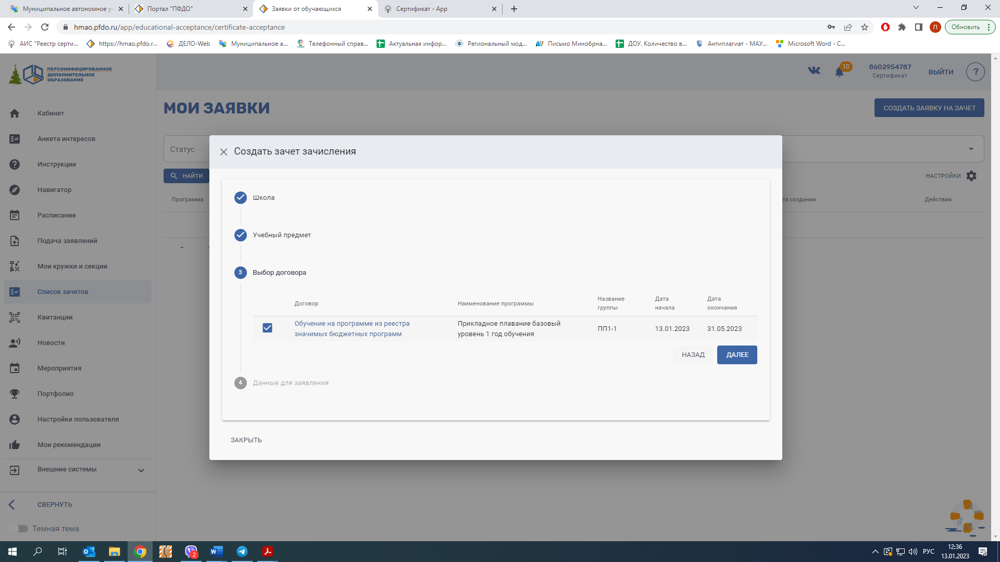 Муниципальное автономное у
Портал "ПФДО"
Заявки от обучающихся
Сертификат - App
hmao.pfdo.ru/app/educational-acceptance/certificate-acceptance
П
Обновить
АИС "Реестр серти...
https://hmao.pfdo.r...
ДЕЛО-Web
Муниципальное а...
Телефонный справ...
Актуальная инфор...
Региональный мод...
Письмо Минобрна...
ДОУ. Количество в...
Антиплагиат - МАУ...
Microsoft Word - С...
ПЕРСОНИФИЦИРОВАННОЕ
ДОПОЛНИТЕЛЬНОЕ
ОБРАЗОВАНИЕ
10
8602954787
Сертификат
ВЫЙТИ
?
Кабинет
Анкета интересов
Инструкции
Навигатор
Расписание
Подача заявлений
Мои кружки и секции
Список зачетов
Квитанции
Новости
Мероприятия
Портфолио
Настройки пользователя
Мои рекомендации
Внешние системы
СВЕРНУТЬ
Темная тема
МОИ ЗАЯВКИ
СОЗДАТЬ ЗАЯВКУ НА ЗАЧЕТ
Статус
НАЙТИ
НАСТРОЙКИ
Программа
та создания
Действия
Создать зачет зачисления
Школа
Учебный предмет
3 Выбор договора
Договор
Наименование программы
Название
группы
Дата
начала
Дата
окончания
Обучение на программе из реестра
значимых бюджетных программ
Прикладное плавание базовый
уровень 1 год обучения
ПП1-1
13.01.2023
31.05.2023
НАЗАД
ДАЛЕЕ
4 Данные для заявления
ЗАКРЫТЬ
2
РУС
12:36
13.01.2023